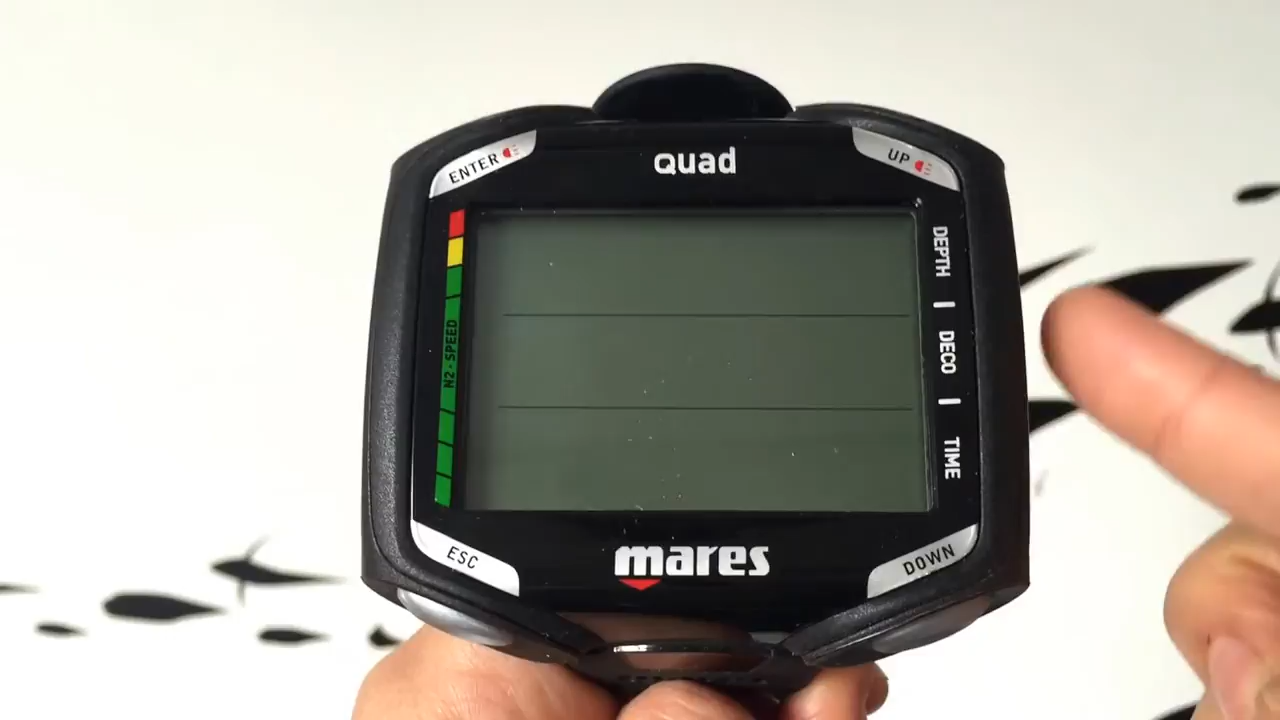 ENTER
Quad
UP
N2 - SPEED
DEPTH
DECO
TIME
ESC
mares
DOWN